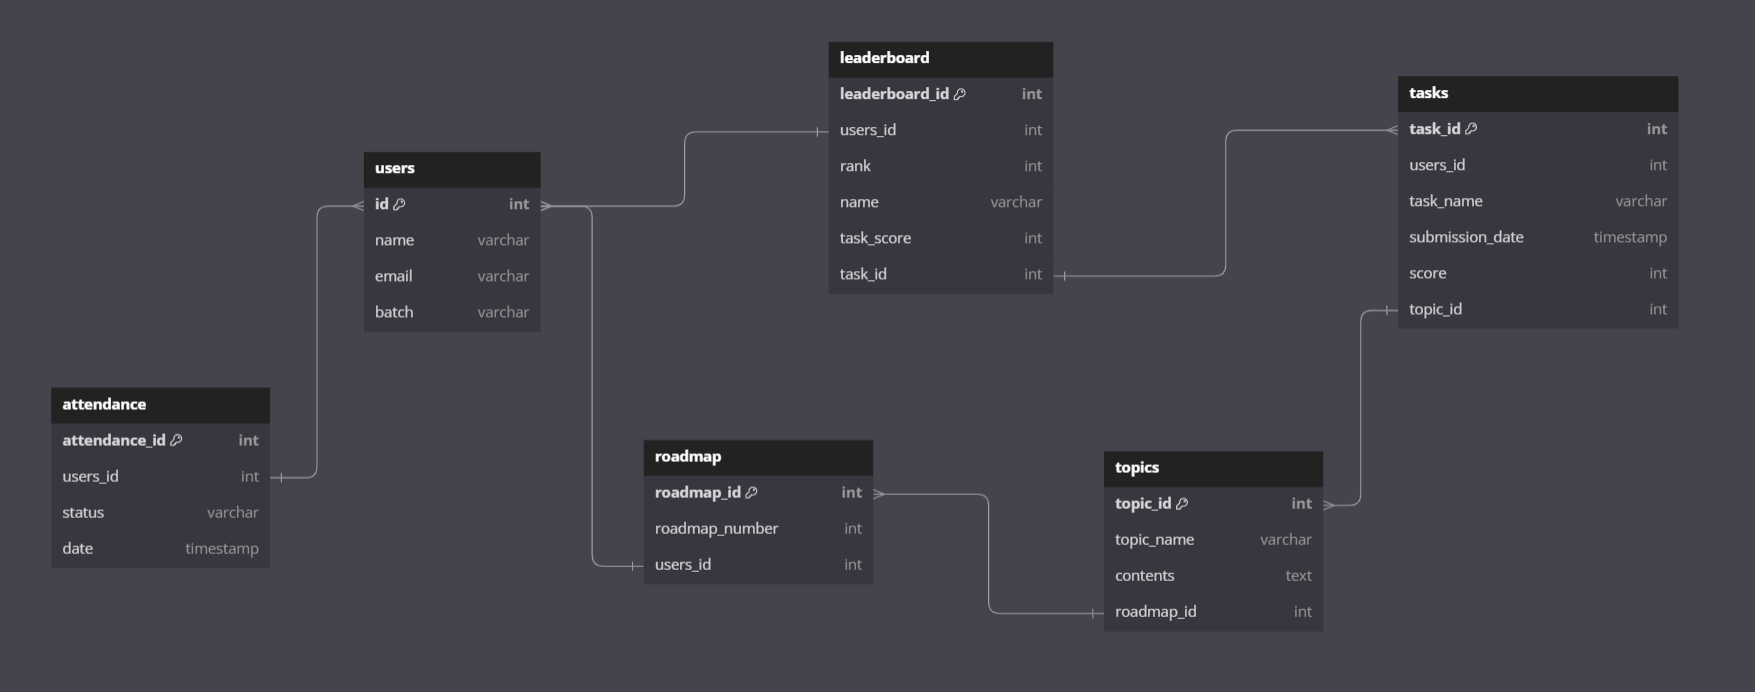 leaderboard
leaderboard_id int
users_id int
rank int
name varchar
task_score int
task_id int
tasks
task_id int
users_id int
task_name varchar
submission_date timestamp
score int
topic_id int
users
id int
name varchar
email varchar
batch varchar
attendance
attendance_id int
users_id int
status varchar
date timestamp
roadmap
roadmap_id int
roadmap_number int
users_id int
topics
topic_id int
topic_name varchar
contents text
roadmap_id int